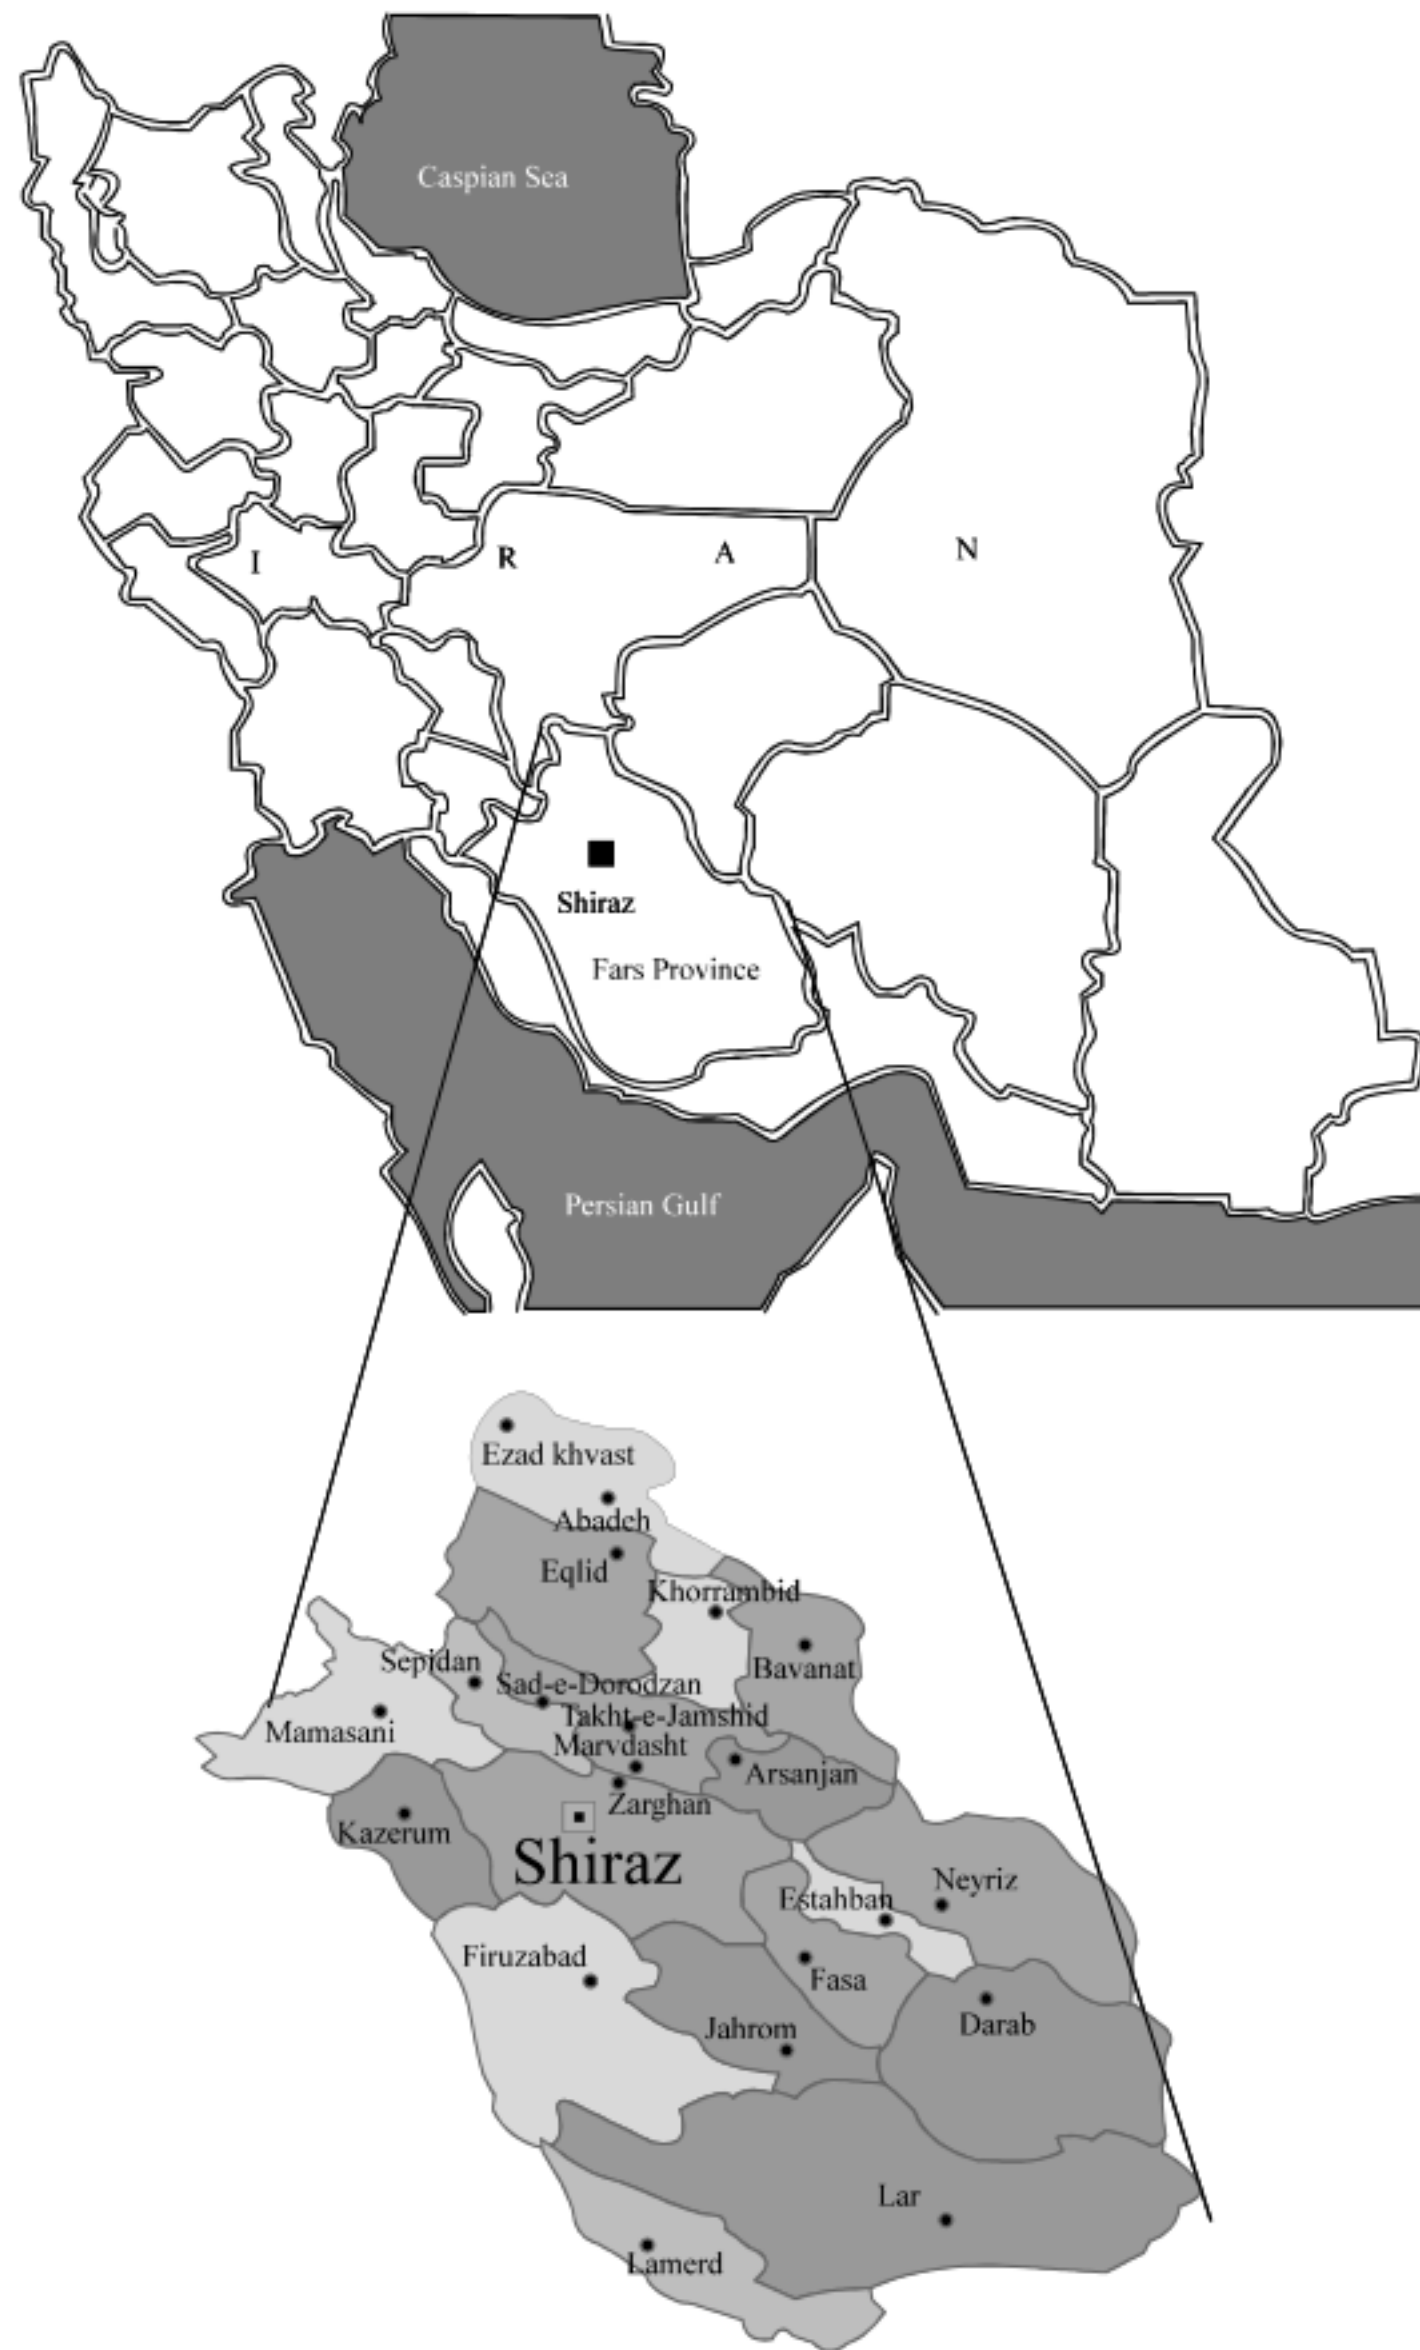 Caspian Sea
I R A N
Shiraz
Fars Province
Persian Gulf
Ezad khvast
Abadeh
Eqlid
Khorrambid
Bavanat
Sepidan
Sad-e-Dorodzan
Takht-e-Jamshid
Mamasani
Marvdasht
Arsanjan
Zarghan
Kazerum
Shiraz
Neyriz
Estahban
Firuzabad
Fasa
Darab
Jahrom
Lar
Lamerd